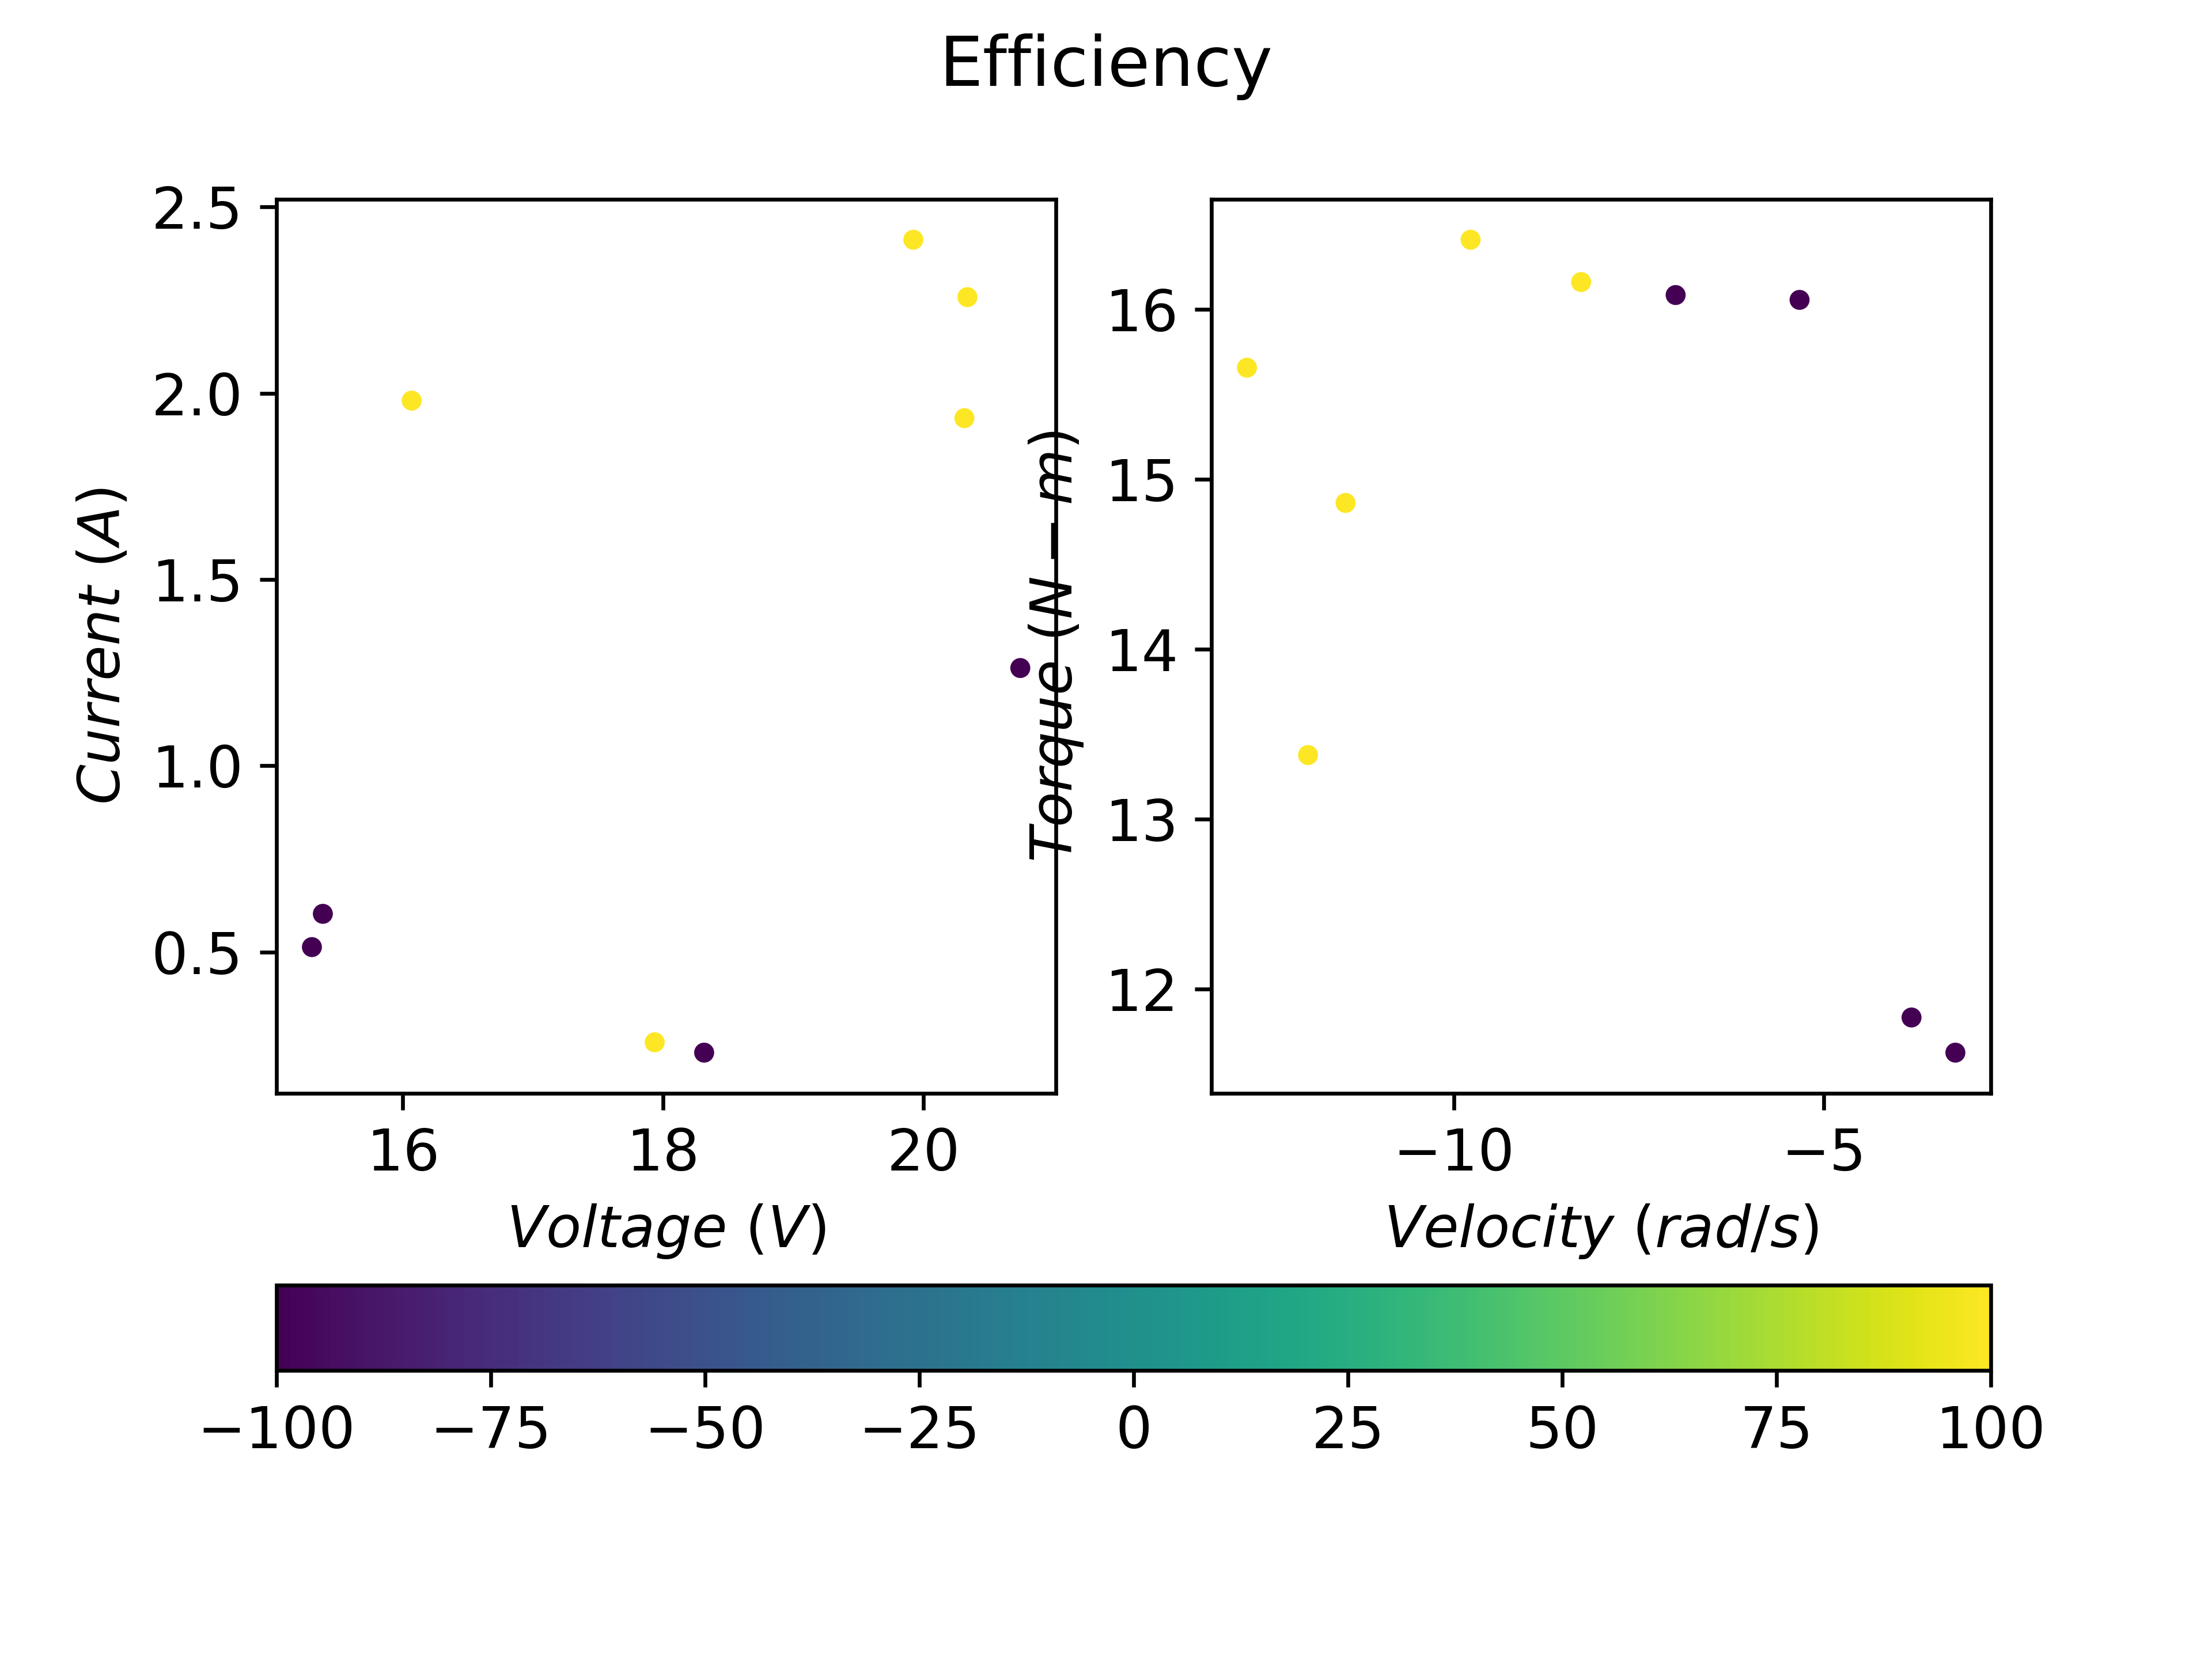 Efficiency
2.5
2.0
1.5
1.0
0.5
Current (A)
16 18 20
Voltage (V)
16
15
14
13
12
Torque (N − m)
−10 −5
Velocity (rad/s)
−100 −75 −50 −25 0 25 50 75 100